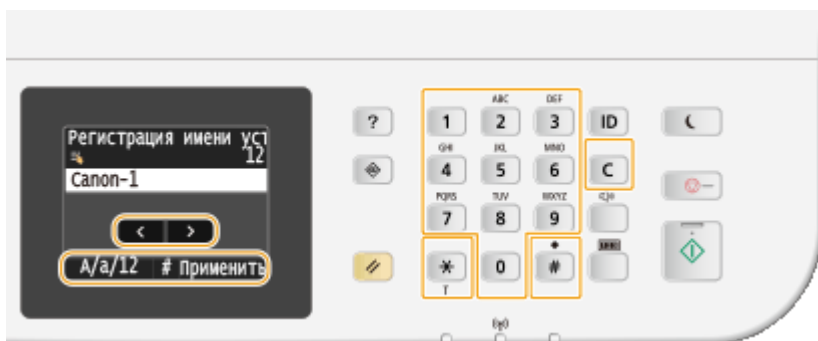 Регистрация имени уст
12
Canon-1
< >
A/a/12 # Применить
?
ABC DEF
1 2 3 ID
GHI JKL MNO
4 5 6 C
PQRS TUV WXYZ
7 8 9
* 0 #
T